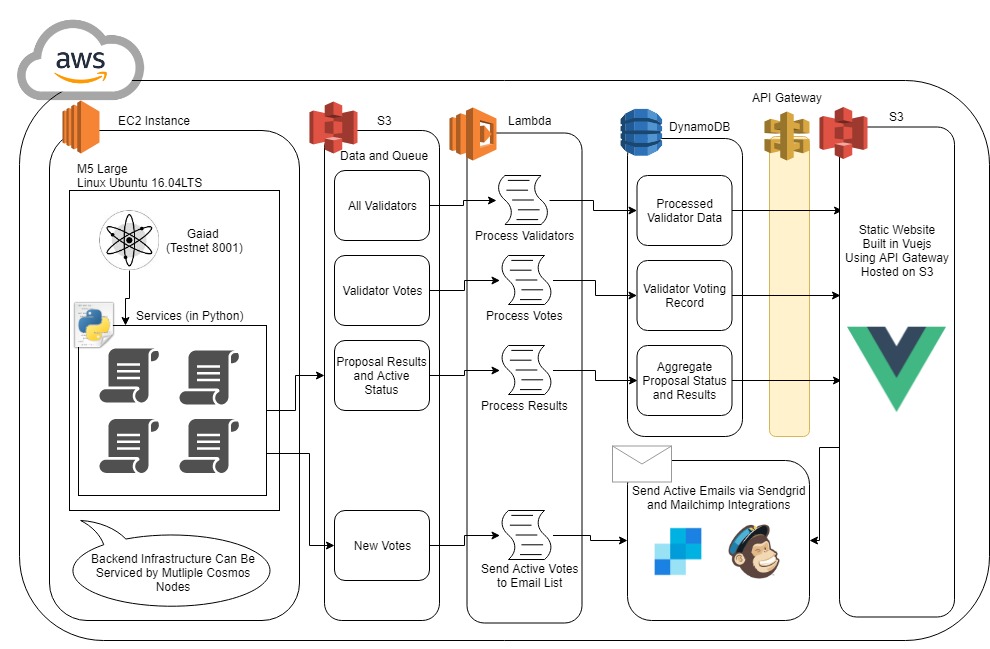 aws
EC2 Instance
M5 Large
Linux Ubuntu 16.04LTS
Gaiad
(Testnet 8001)
Services (in Python)
Backend Infrastructure Can Be
Serviced by Mutliple Cosmos
Nodes
S3
Data and Queue
All Validators
Validator Votes
Proposal Results
and Active
Status
New Votes
Lambda
Process Validators
Process Votes
Process Results
Send Active Votes
to Email List
DynamoDB
Processed
Validator Data
Validator Voting
Record
Aggregate
Proposal Status
and Results
Send Active Emails via Sendgrid
and Mailchimp Integrations
API Gateway
S3
Static Website
Built in Vuejs
Using API Gateway
Hosted on S3